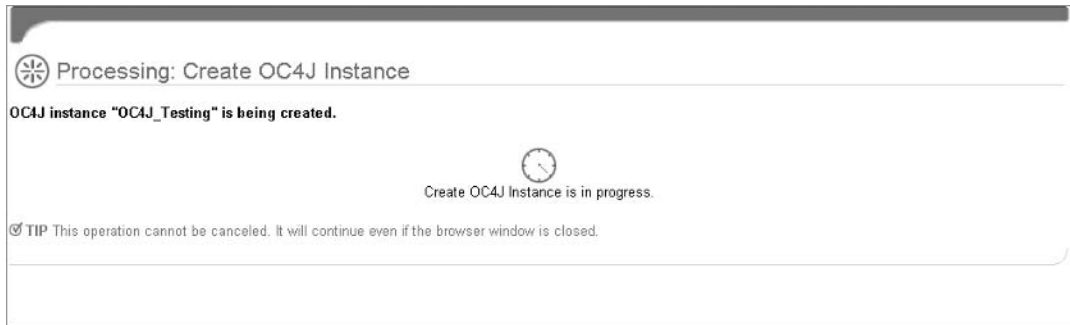 Processing: Create OC4J Instance
OC4J instance "OC4J_Testing" is being created.
Create OC4J Instance is in progress.
TIP This operation cannot be canceled. It will continue even if the browser window is closed.